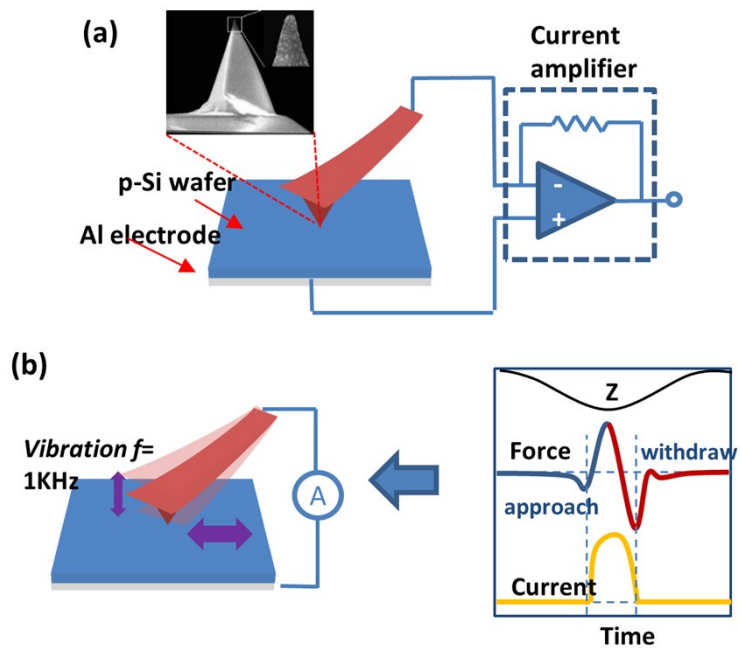 (a)
Current
amplifier
p-Si wafer
Al electrode
-
+
(b)
Vibration f=
1KHz
A
Z
Force
withdraw
approach
Current
Time